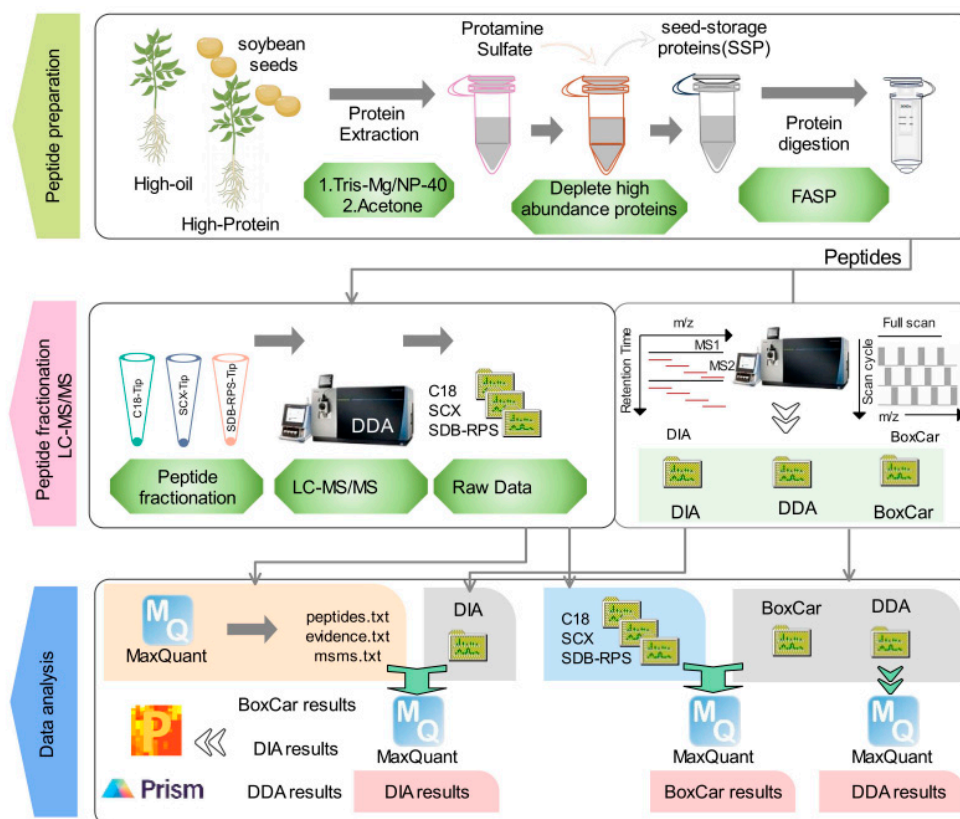 Peptide preparation
soybean
seeds
High-oil
High-Protein
Protein
Extraction
1.Tris-Mg/NP-40
2.Acetone
Protamine
Sulfate
seed-storage
proteins(SSP)
Deplete high
abundance proteins
Protein
digestion
FASP
Peptides
Peptide fractionation
LC-MS/MS
C18-Tip
SCX-Tip
SDB-RPS-Tip
Peptide
fractionation
DDA
LC-MS/MS
C18
SCX
SDB-RPS
Raw Data
m/z
Retention Time
MS1
MS2
Full scan
Scan cycle
m/z
DIA
BoxCar
DIA
DDA
BoxCar
Data analysis
MQ
MaxQuant
peptides.txt
evidence.txt
msms.txt
DIA
C18
SCX
SDB-RPS
BoxCar
DDA
P
BoxCar results
DIA results
DDA results
Prism
MQ
MaxQuant
DIA results
MQ
MaxQuant
BoxCar results
MQ
MaxQuant
DDA results